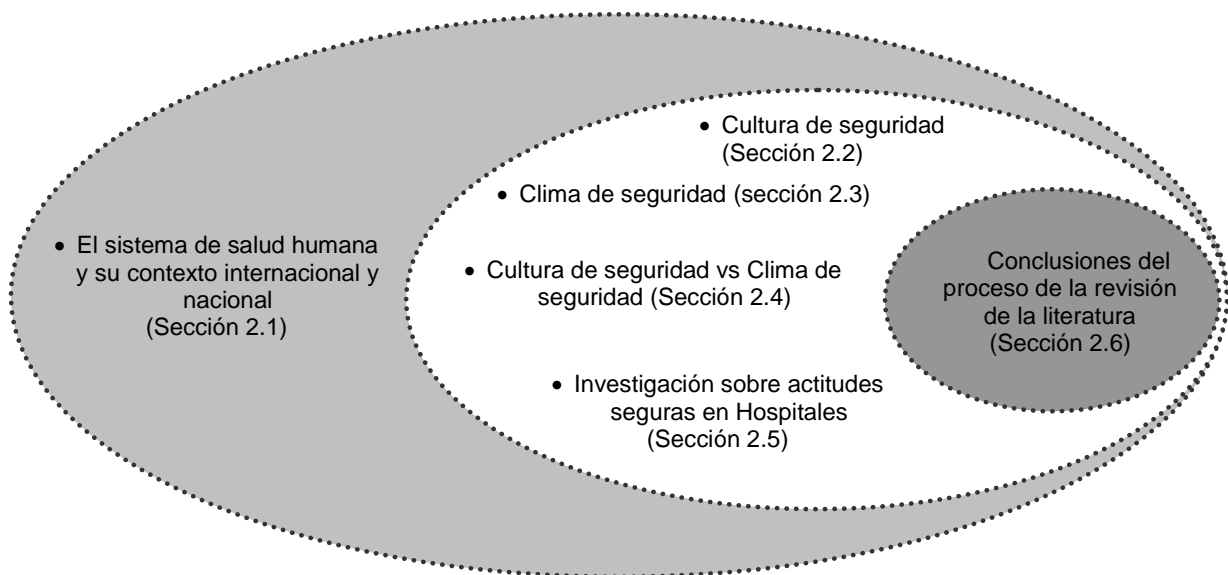 • El sistema de salud humana
y su contexto internacional y
nacional
(Sección 2.1)
• Cultura de seguridad
(Sección 2.2)
• Clima de seguridad (sección 2.3)
• Cultura de seguridad vs Clima de
seguridad (Sección 2.4)
• Investigación sobre actitudes
seguras en Hospitales
(Sección 2.5)
Conclusiones del
proceso de la revisión
de la literatura
(Sección 2.6)